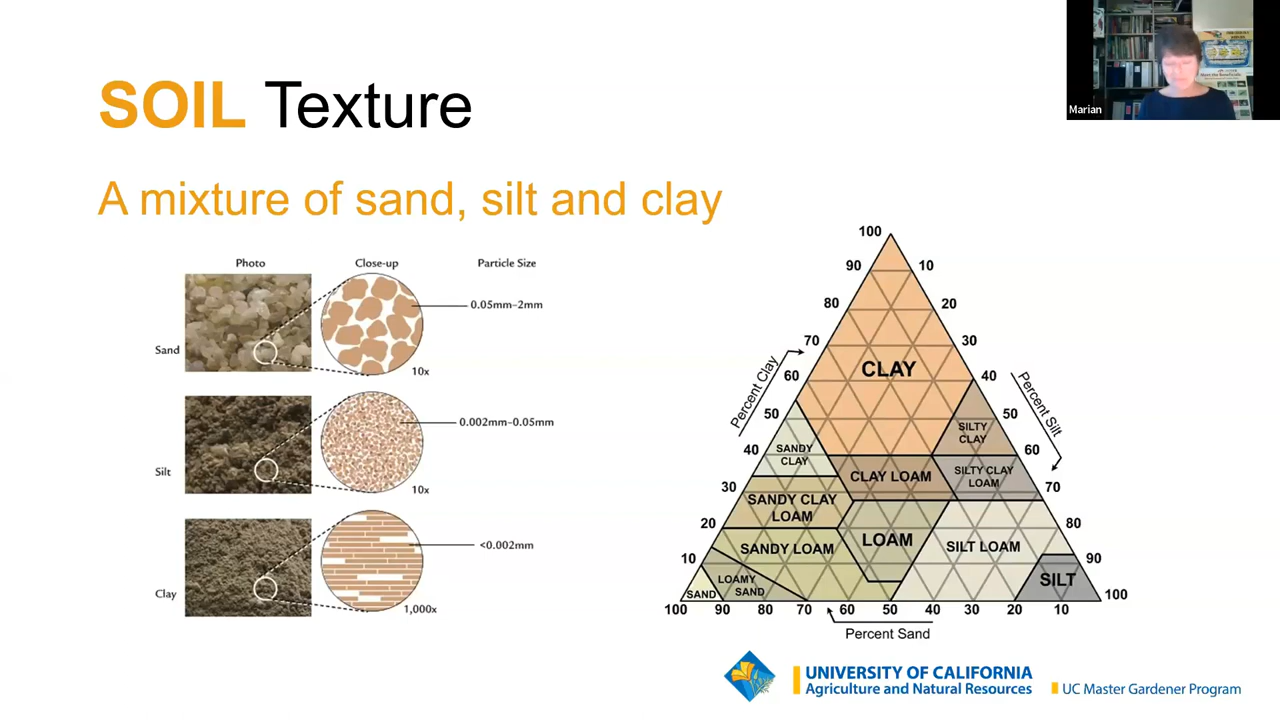 Marian
SOIL Texture
A mixture of sand, silt and clay
Photo
Close-up
Particle Size
Sand
0.05mm–2mm
10x
Silt
0.002mm–0.05mm
10x
Clay
<0.002mm
1,000x
100
90
10
80
20
70
30
60
40
50
50
40
60
30
70
20
80
10
90
100
Percent Clay
Percent Silt
CLAY
SILTY
CLAY
SANDY
CLAY
CLAY LOAM
SILTY CLAY
LOAM
SANDY CLAY
LOAM
LOAM
SANDY LOAM
SILT LOAM
SILT
LOAMY
SAND
SAND
100 90 80 70 60 50 40 30 20 10
Percent Sand
UNIVERSITY OF CALIFORNIA
Agriculture and Natural Resources
UC Master Gardener Program